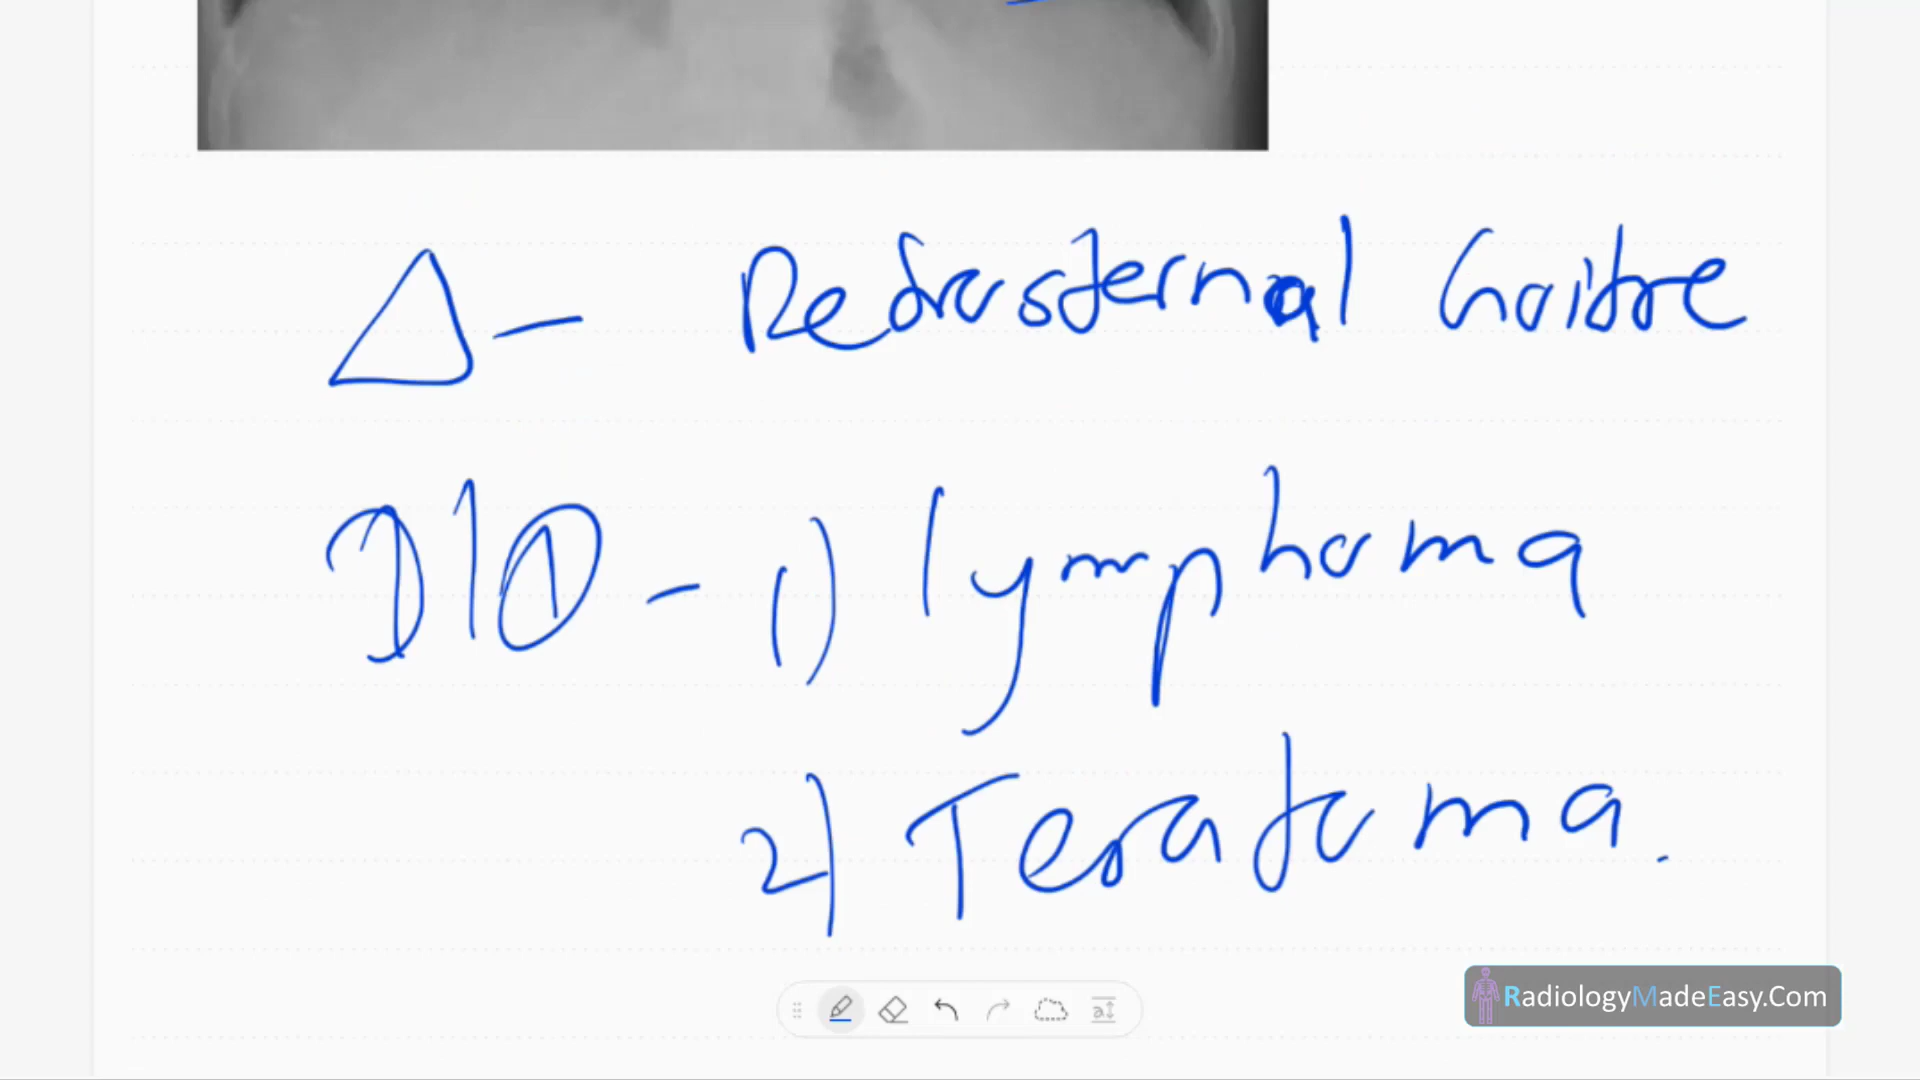 Δ- Retrosternal Goitre
D/D - 1) lymphoma
2) Teratoma.
RadiologyMadeEasy.Com